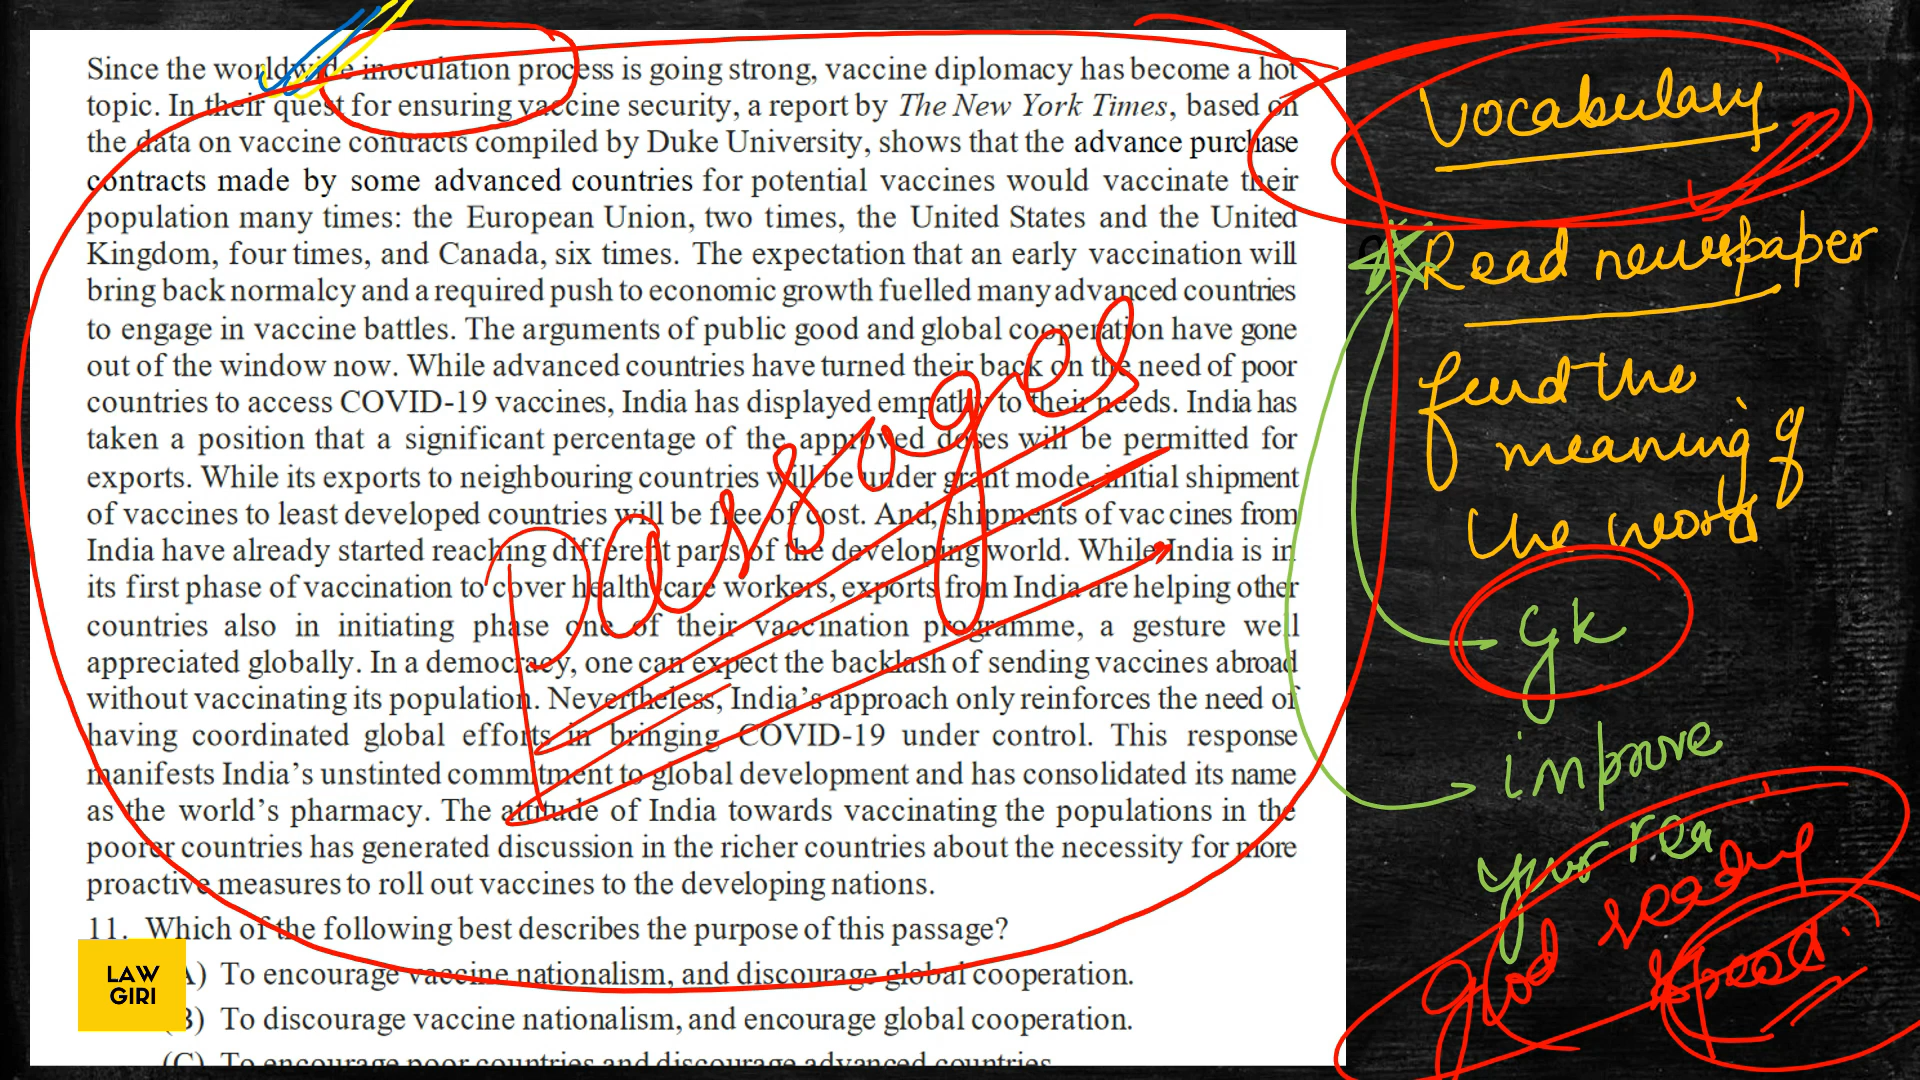 Since the worldwide inoculation process is going strong, vaccine diplomacy has become a hot
topic. In their quest for ensuring vaccine security, a report by The New York Times, based on
the data on vaccine contracts compiled by Duke University, shows that the advance purchase
contracts made by some advanced countries for potential vaccines would vaccinate their
population many times: the European Union, two times, the United States and the United
Kingdom, four times, and Canada, six times. The expectation that an early vaccination will
bring back normalcy and a required push to economic growth fuelled many advanced countries
to engage in vaccine battles. The arguments of public good and global cooperation have gone
out of the window now. While advanced countries have turned their back on the need of poor
countries to access COVID-19 vaccines, India has displayed empathy to their needs. India has
taken a position that a significant percentage of the approved doses will be permitted for
exports. While its exports to neighbouring countries will be under grant mode, initial shipment
of vaccines to least developed countries will be free of cost. And, shipments of vaccines from
India have already started reaching different parts of the developing world. While India is in
its first phase of vaccination to cover health-care workers, exports from India are helping other
countries also in initiating phase one of their vaccination programme, a gesture well
appreciated globally. In a democracy, one can expect the backlash of sending vaccines abroad
without vaccinating its population. Nevertheless, India's approach only reinforces the need of
having coordinated global efforts in bringing COVID-19 under control. This response
manifests India's unstinted commitment to global development and has consolidated its name
as the world's pharmacy. The attitude of India towards vaccinating the populations in the
poorer countries has generated discussion in the richer countries about the necessity for more
proactive measures to roll out vaccines to the developing nations.
11. Which of the following best describes the purpose of this passage?
A) To encourage vaccine nationalism, and discourage global cooperation.
B) To discourage vaccine nationalism, and encourage global cooperation.
(C) To encourage poor countries and discourage advanced countries.
LAW
GIRI
Passages
Vocabulary
Read newspaper
find the
meaning of
the word
GK
improve
your rea
good reading
speed